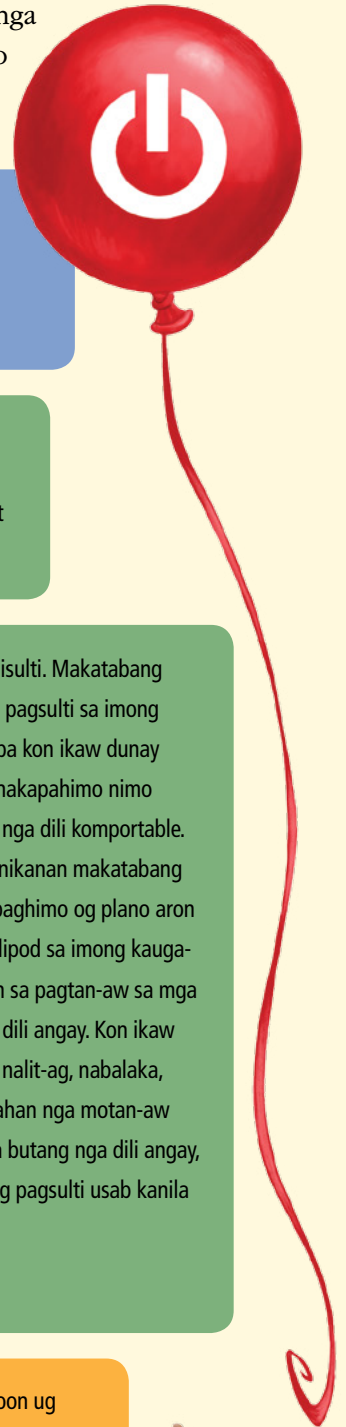 nga
isulti. Makatabang
pagsulti sa imong
ba kon ikaw dunay
nakapahimo nimo
nga dili komportable.
nikanan makatabang
paghimo og plano aron
lipod sa imong kauga-
n sa pagtan-aw sa mga
dili angay. Kon ikaw
nalit-ag, nabalaka,
ahan nga motan-aw
butang nga dili angay,
g pagsulti usab kanila
oon ug